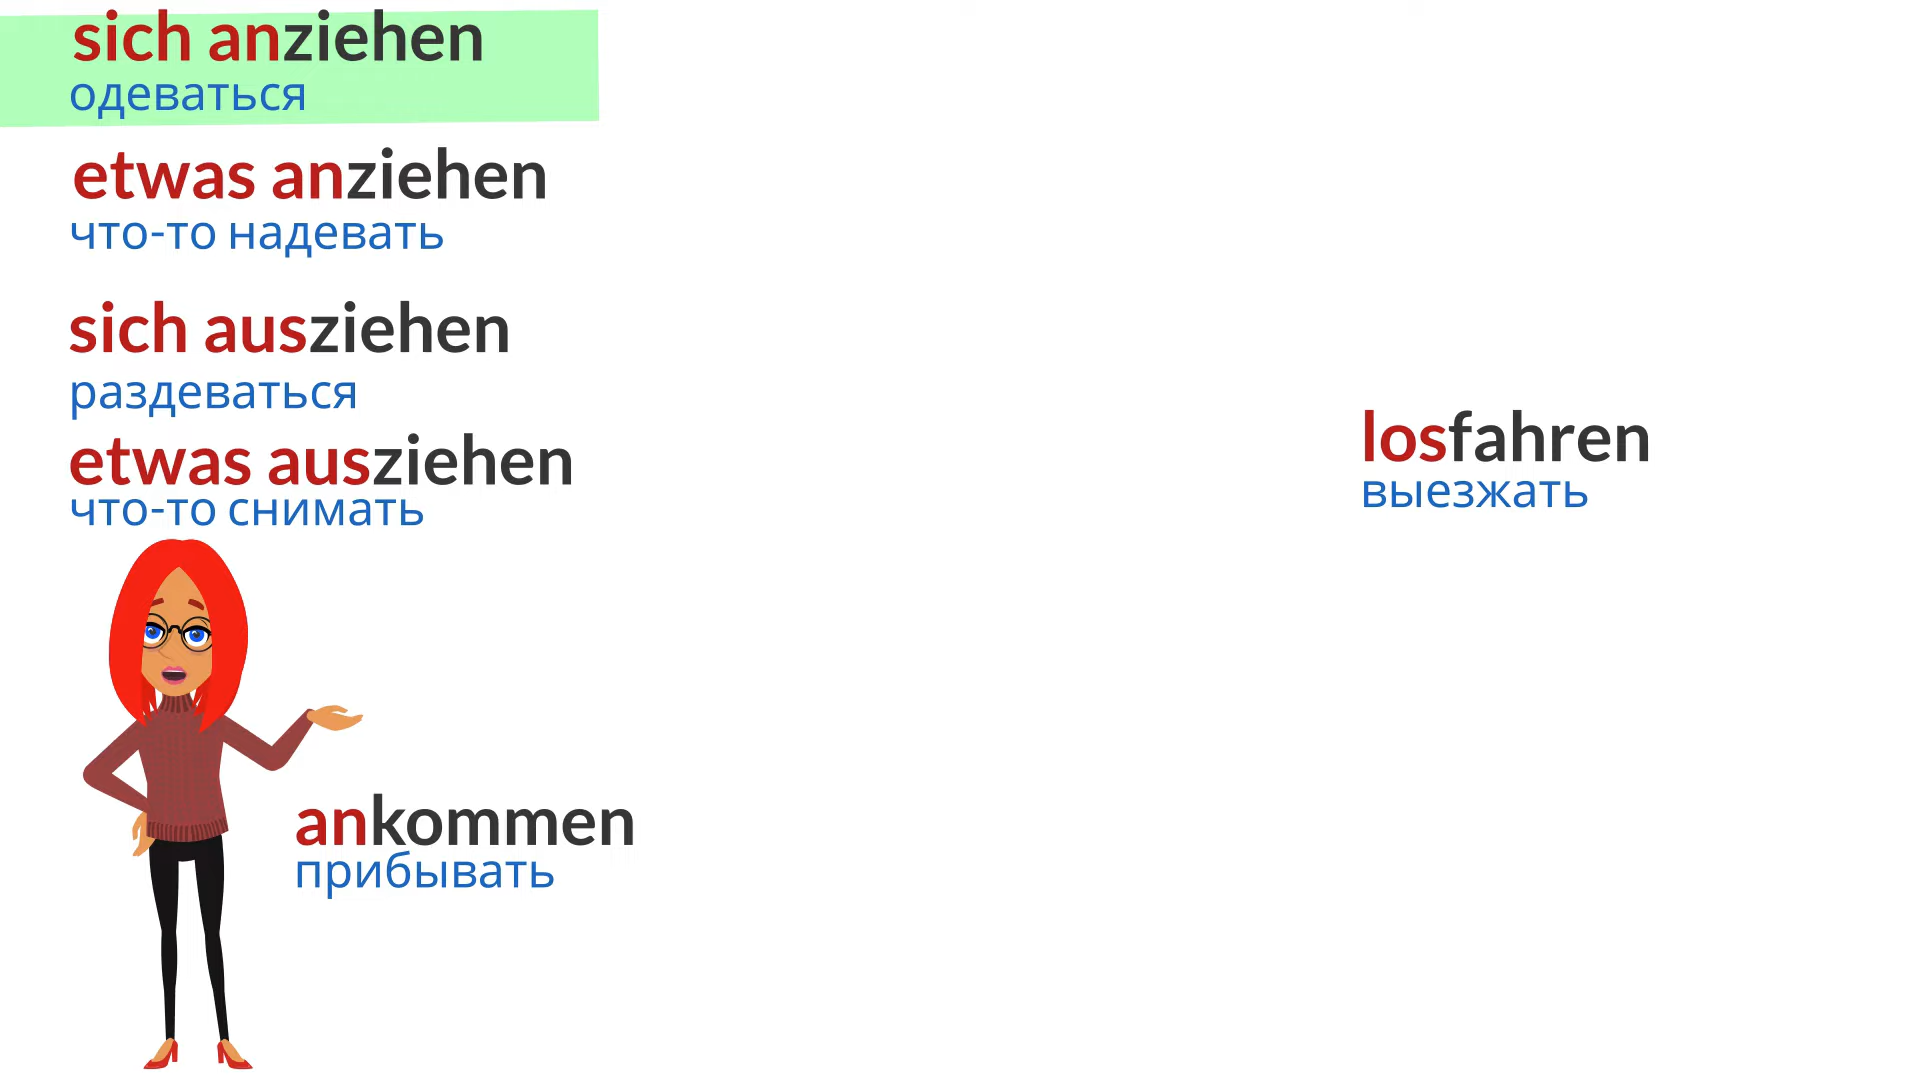 sich anziehen
одеваться
etwas anziehen
что-то надевать
sich ausziehen
раздеваться
etwas ausziehen
что-то снимать
losfahren
выезжать
ankommen
прибывать